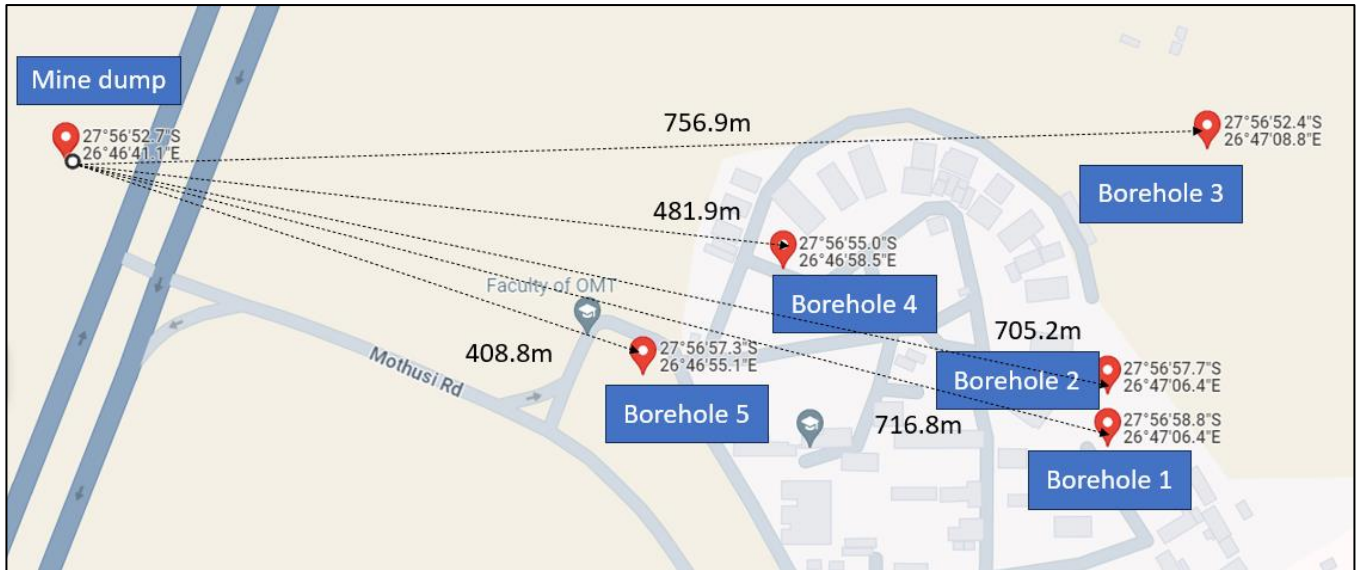 Mine dump
27°56'52.7"S
26°46'41.1"E
756.9m
27°56'52.4"S
26°47'08.8"E
Borehole 3
481.9m
27°56'55.0"S
26°46'58.5"E
Faculty of OMT
Borehole 4
705.2m
408.8m
27°56'57.3"S
26°46'55.1"E
Mothusi Rd
Borehole 2
27°56'57.7"S
26°47'06.4"E
Borehole 5
716.8m
27°56'58.8"S
26°47'06.4"E
Borehole 1